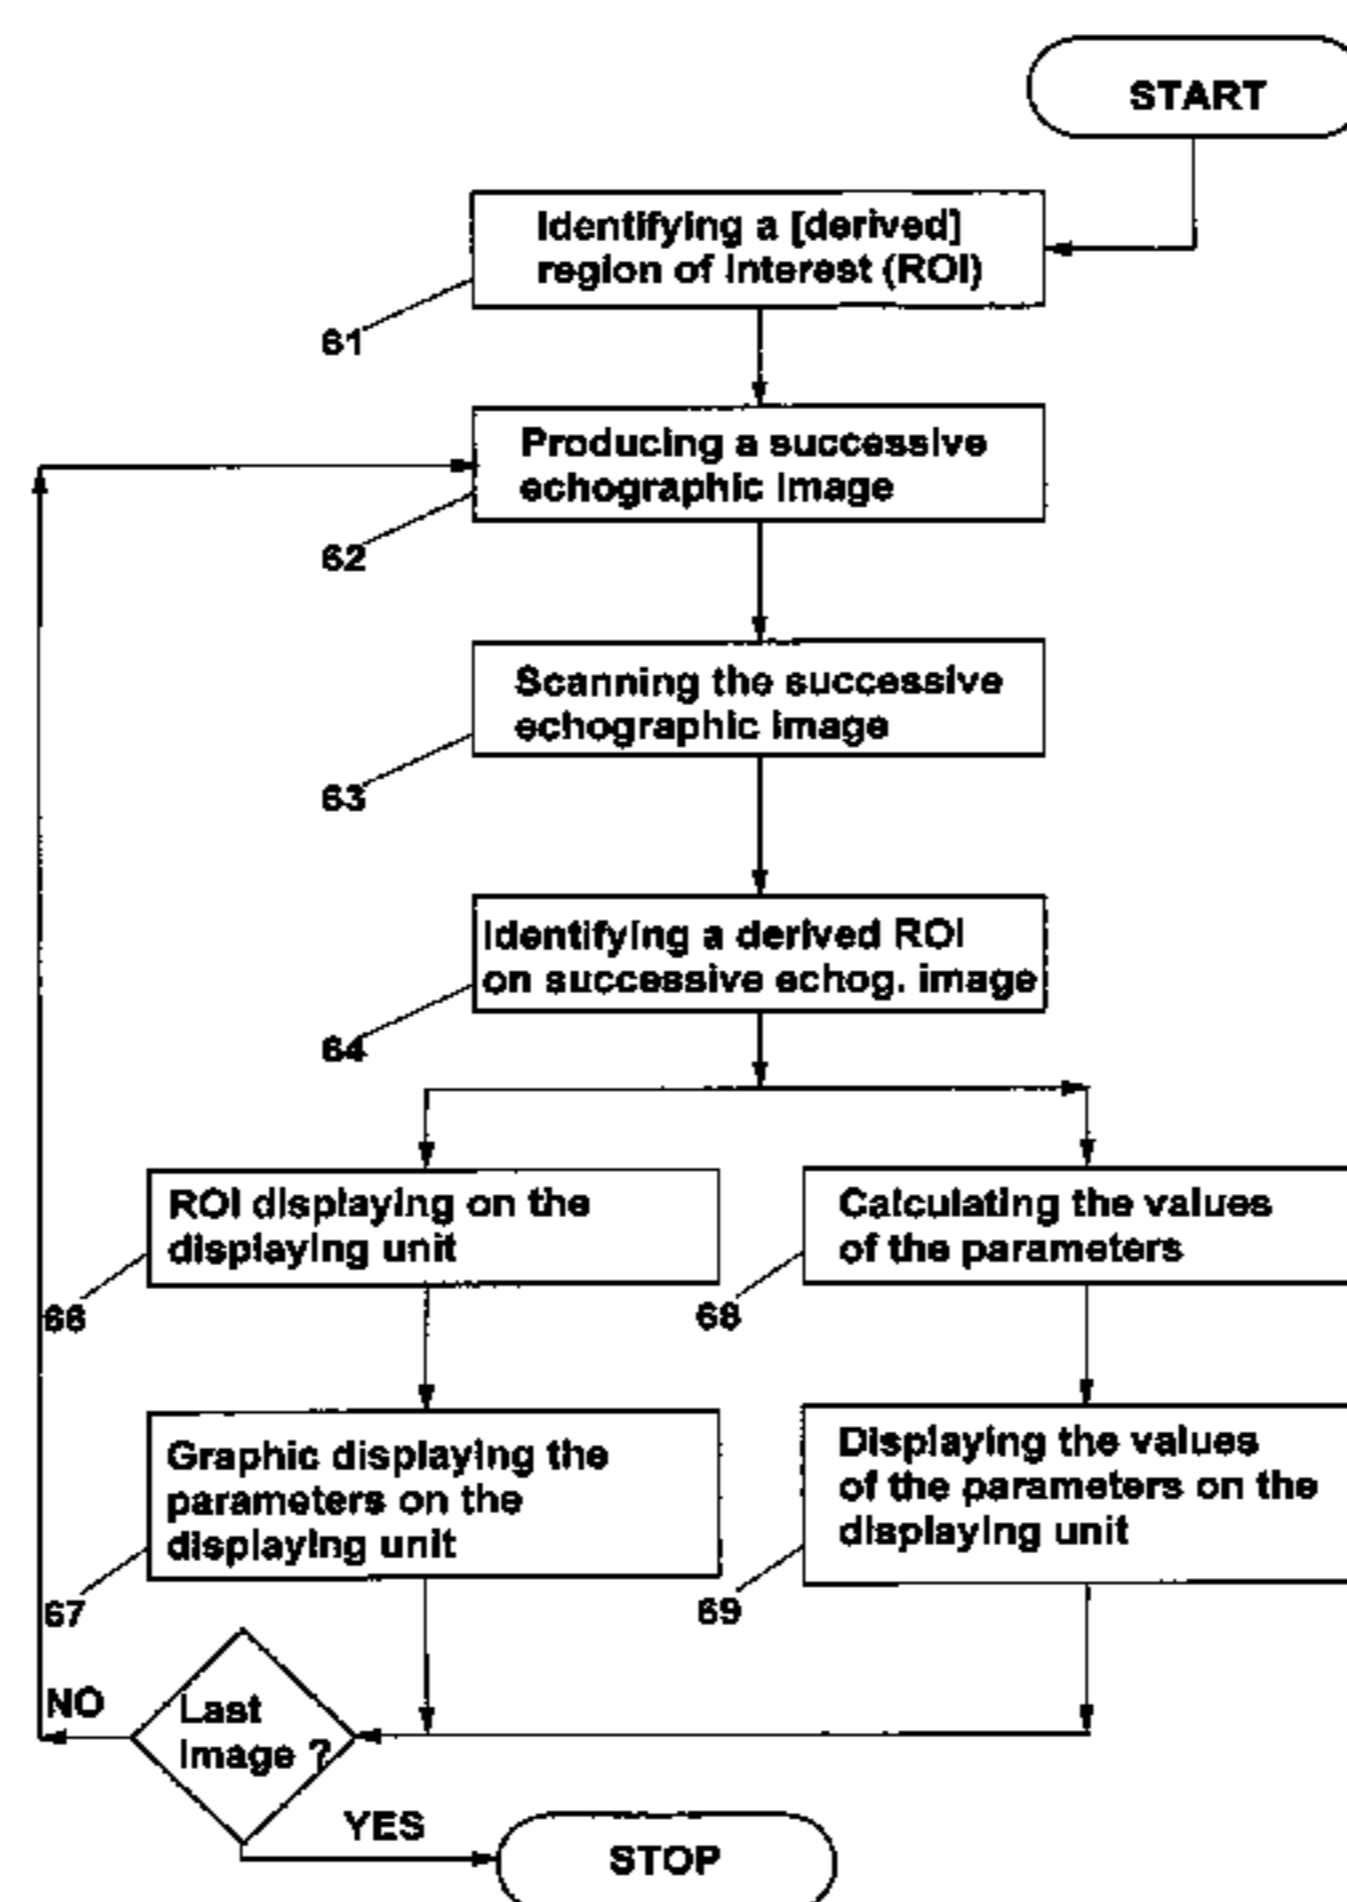 START
Identifying a [derived]
region of interest (ROI)
61
Producing a successive
echographic image
62
Scanning the successive
echographic image
63
Identifying a derived ROI
on successive echog. image
64
ROI displaying on the
displaying unit
66
Calculating the values
of the parameters
68
Graphic displaying the
parameters on the
displaying unit
67
Displaying the values
of the parameters on the
displaying unit
69
NO
Last
image ?
YES
STOP